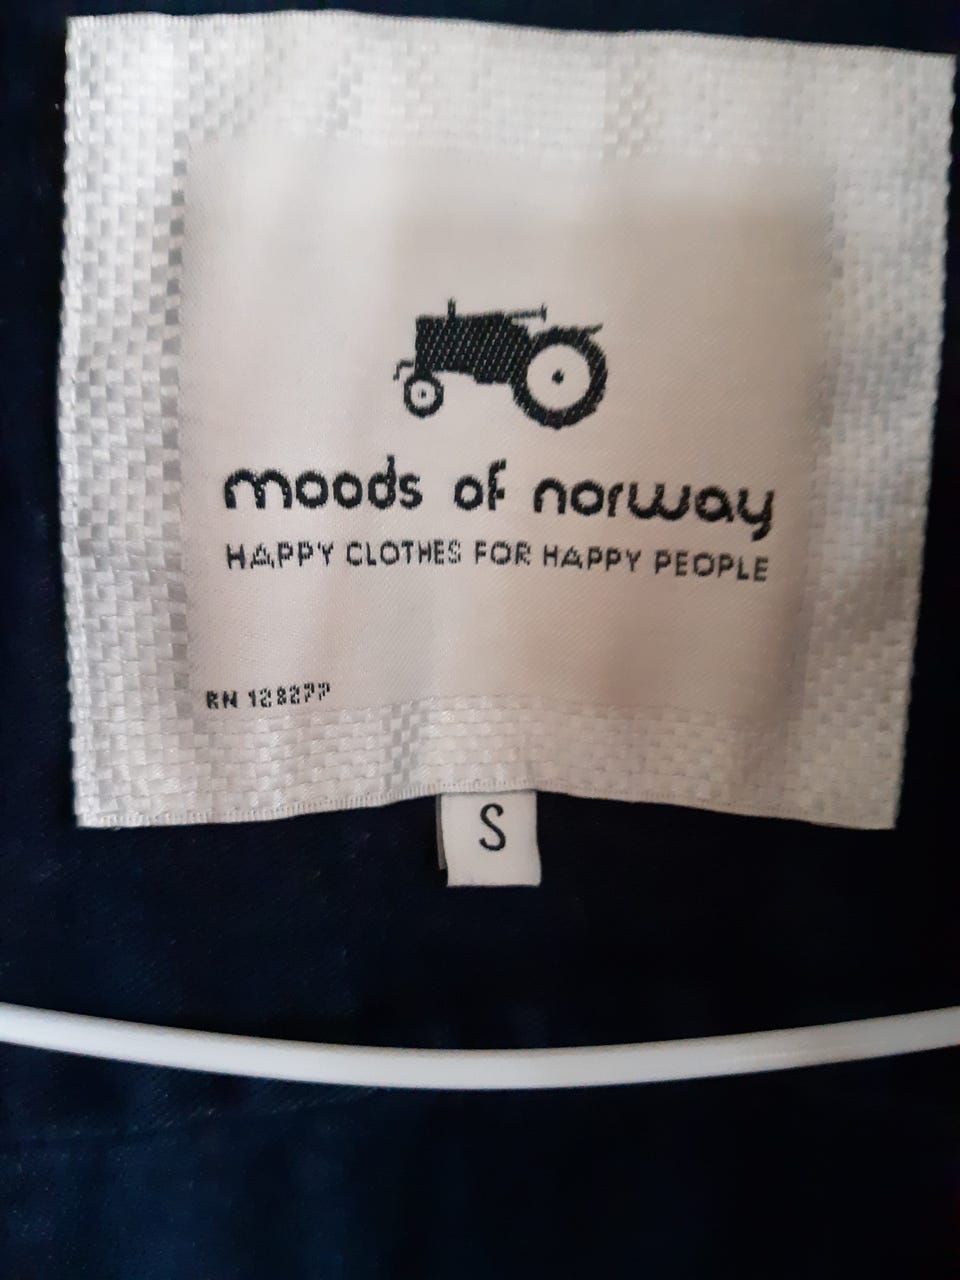 moods of norway
HAPPY CLOTHES FOR HAPPY PEOPLE
RN 128277
S